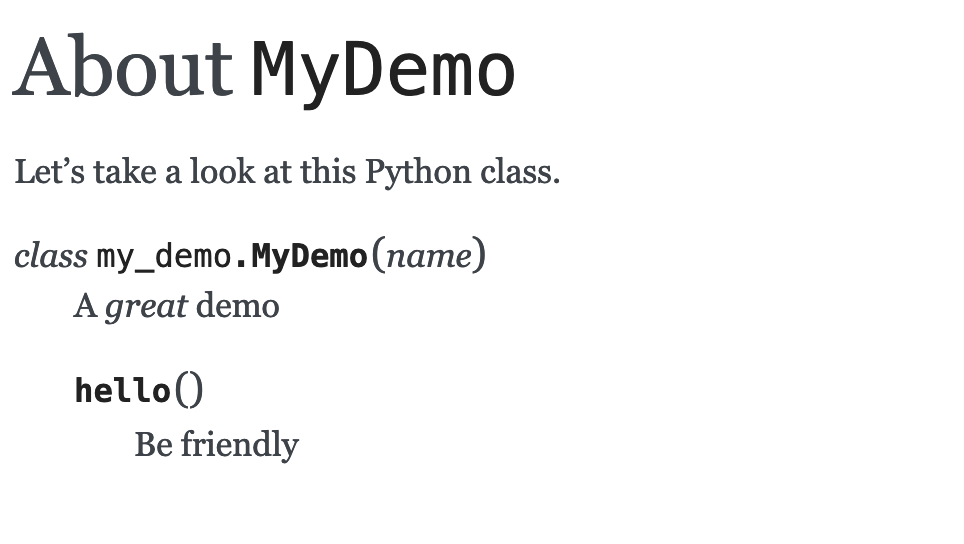 About MyDemo
Let’s take a look at this Python class.
class my_demo.MyDemo(name)
A great demo
hello()
Be friendly